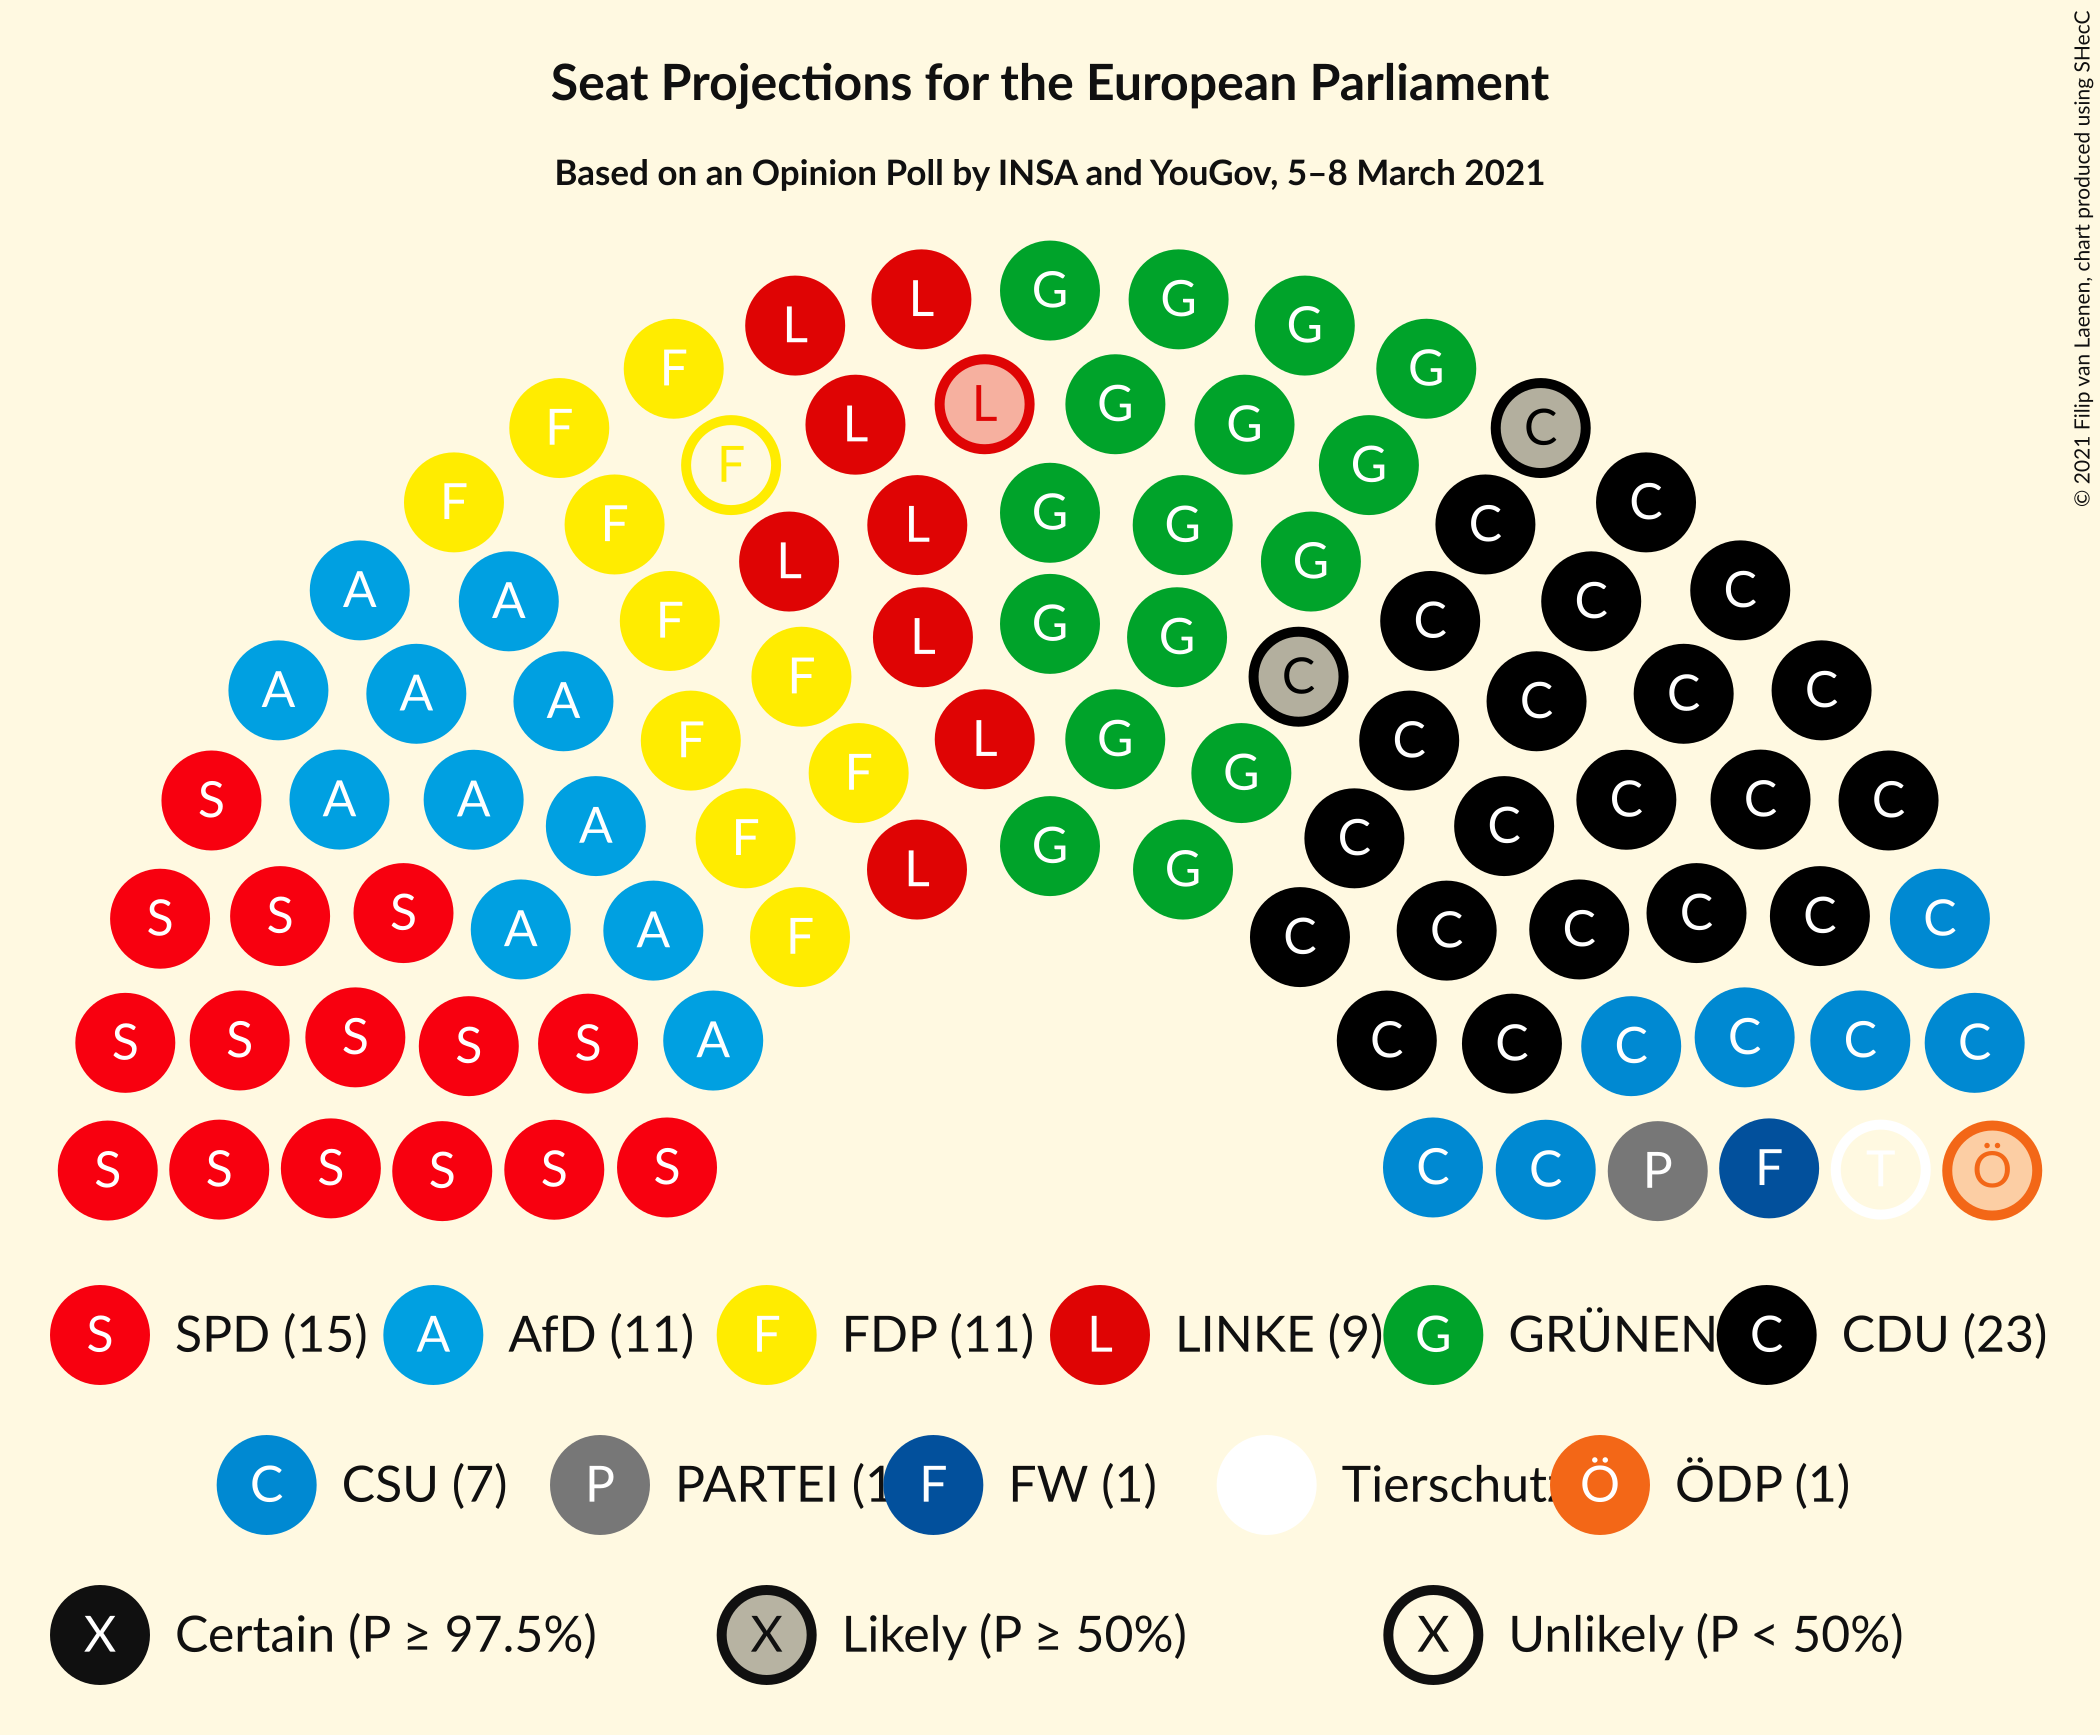 Seat Projections for the European Parliament
Based on an Opinion Poll by INSA and YouGov, 5–8 March 2021
© 2021 Filip van Laenen, chart produced using SHecC
L L G G G G
F L L G G G C
F F F L L G G G C C
F A A F F L G G C C C C
A A A F F L G G C C C C C
S A A A F L G G C C C C C
S S S A A F C C C C C C
S S S S S A C C C C C C
S S S S S S C C P F T Ö
S SPD (15) A AfD (11) F FDP (11) L LINKE (9) G GRÜNEN C CDU (23)
C CSU (7) P PARTEI (1 F FW (1) Tierschutz Ö ÖDP (1)
X Certain (P ≥ 97.5%) X Likely (P ≥ 50%) X Unlikely (P < 50%)